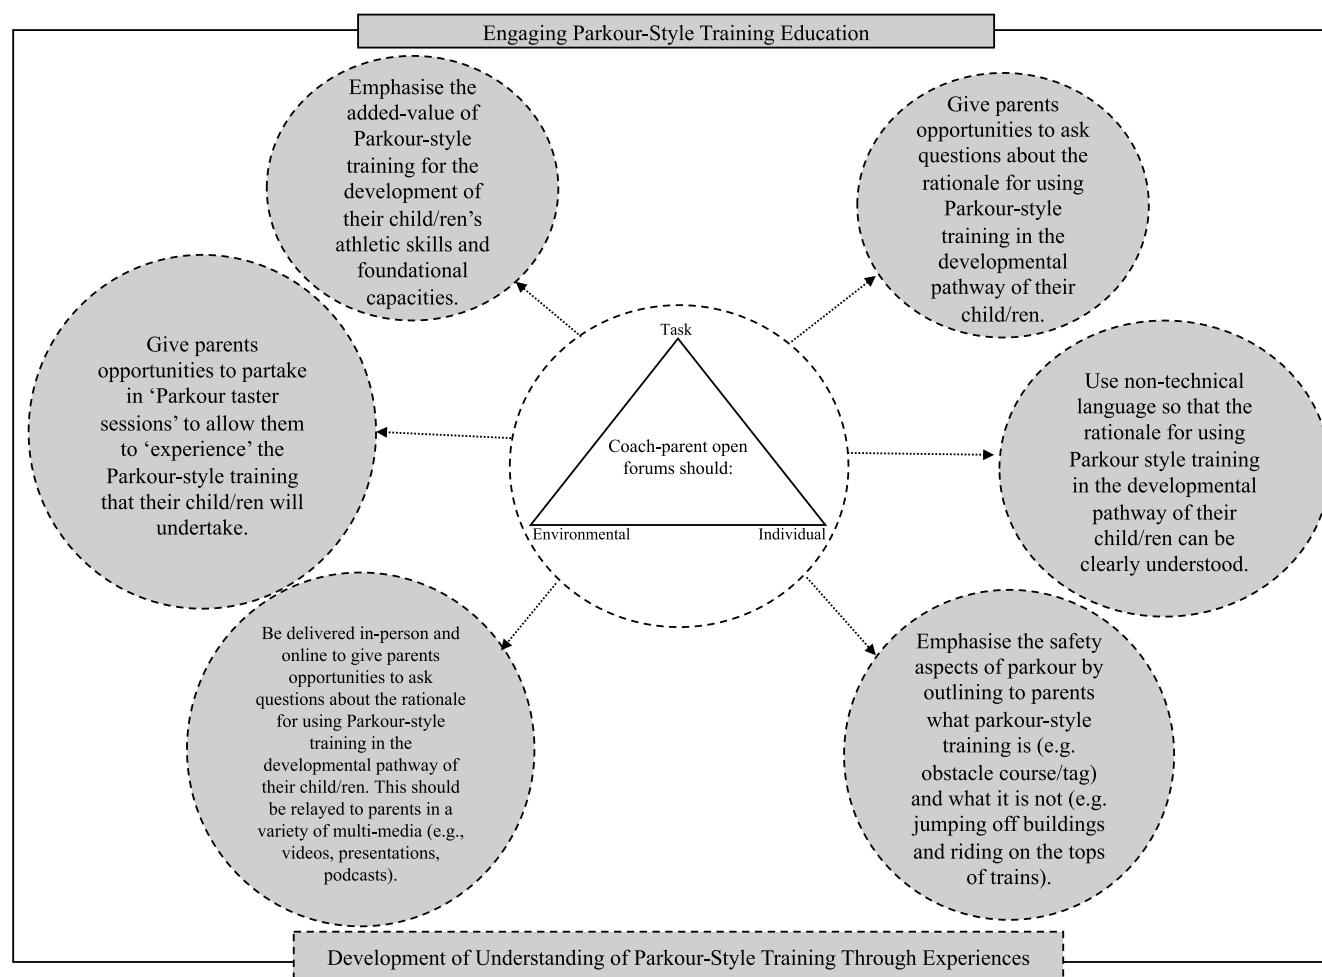 Engaging Parkour-Style Training Education
Emphasise the
added-value of
Parkour-style
training for the
development of
their child/ren’s
athletic skills and
foundational
capacities.
Give parents
opportunities to ask
questions about the
rationale for using
Parkour-style
training in the
developmental
pathway of their
child/ren.
Give parents
opportunities to partake
in ‘Parkour taster
sessions’ to allow them
to ‘experience’ the
Parkour-style training
that their child/ren will
undertake.
Task
Coach-parent open
forums should:
Environmental
Individual
Use non-technical
language so that the
rationale for using
Parkour style training
in the developmental
pathway of their
child/ren can be
clearly understood.
Be delivered in-person and
online to give parents
opportunities to ask
questions about the rationale
for using Parkour-style
training in the
developmental pathway of
their child/ren. This should
be relayed to parents in a
variety of multi-media (e.g.,
videos, presentations,
podcasts).
Emphasise the safety
aspects of parkour by
outlining to parents
what parkour-style
training is (e.g.
obstacle course/tag)
and what it is not (e.g.
jumping off buildings
and riding on the tops
of trains).
Development of Understanding of Parkour-Style Training Through Experiences